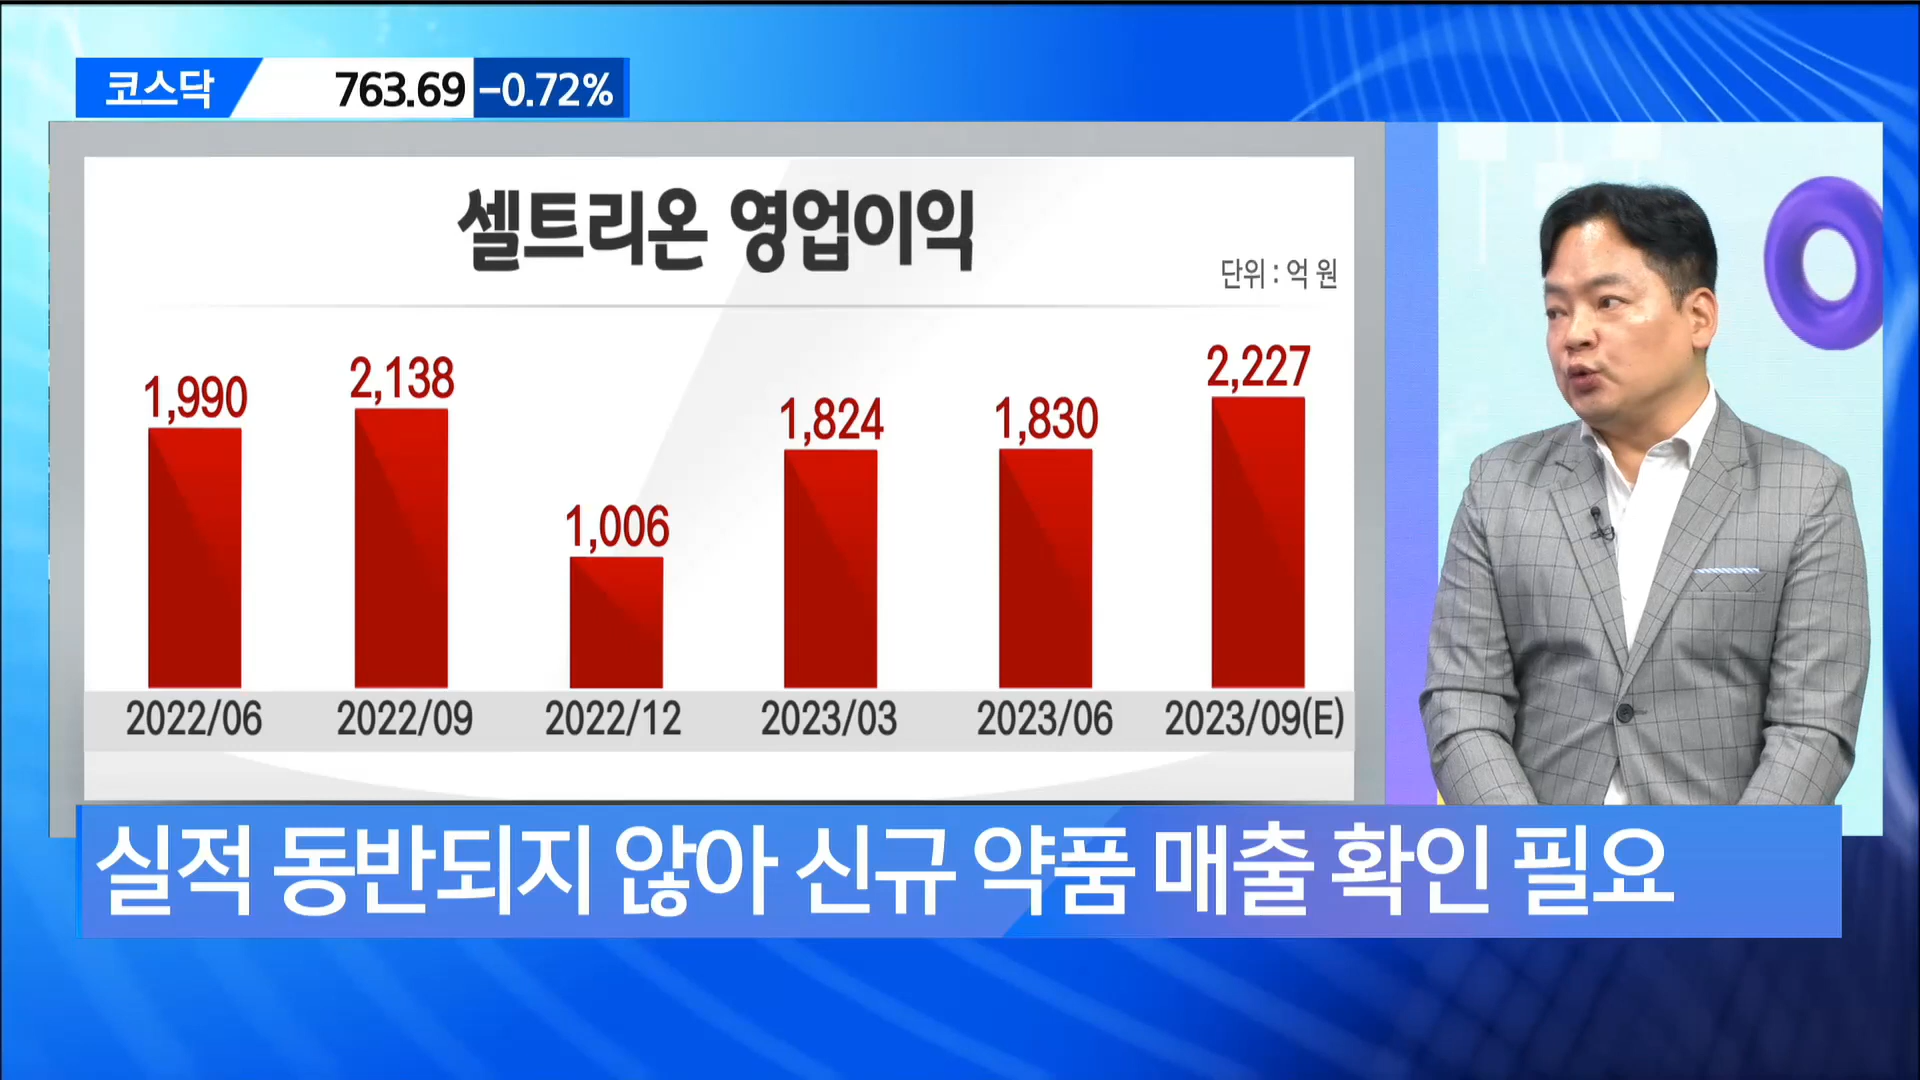 코스닥 763.69 -0.72%
셀트리온 영업이익
단위 : 억 원
1,990 2,138 1,006 1,824 1,830 2,227
2022/06 2022/09 2022/12 2023/03 2023/06 2023/09(E)
실적 동반되지 않아 신규 약품 매출 확인 필요